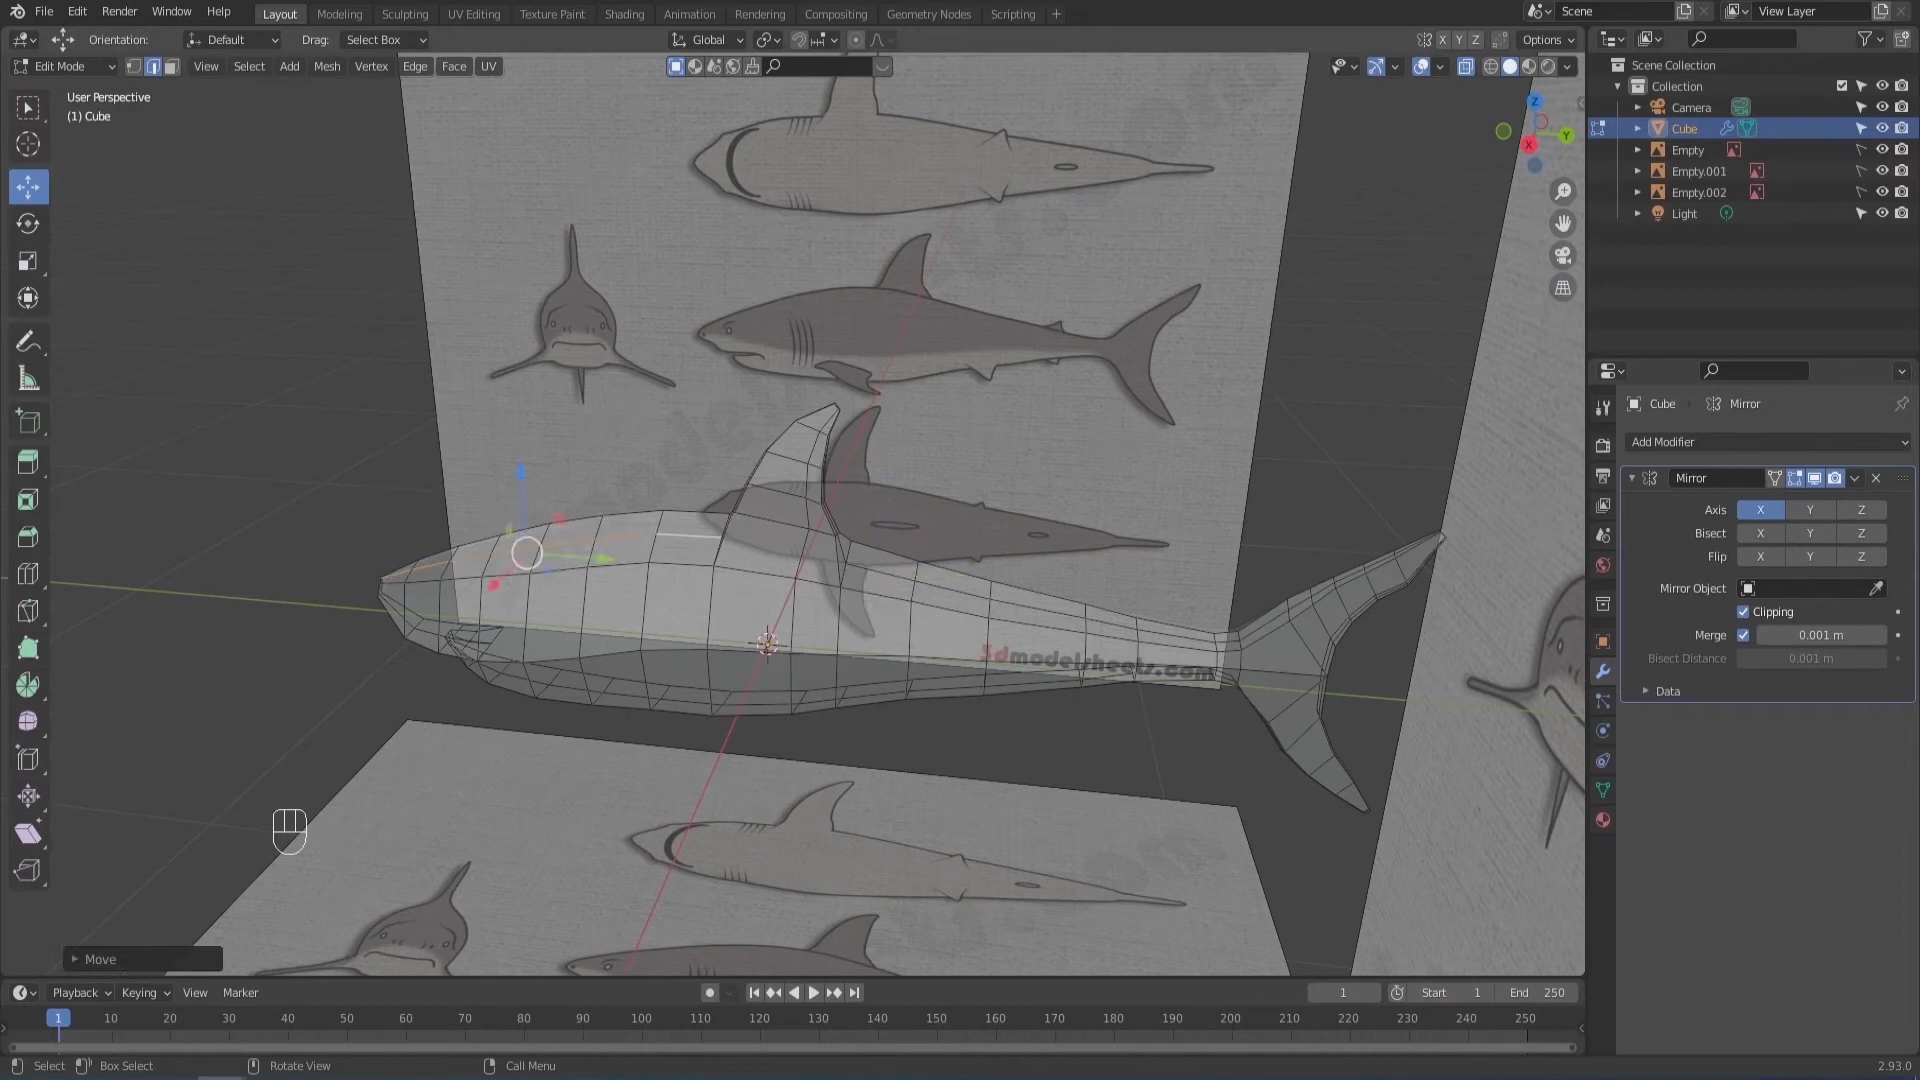 File Edit Render Window Help Layout Modeling Sculpting UV Editing Texture Paint Shading Animation Rendering Compositing Geometry Nodes Scripting + Scene View Layer
Orientation: Default Drag: Select Box Global X Y Z Options
Edit Mode View Select Add Mesh Vertex Edge Face UV
User Perspective
(1) Cube
Z
Y
X
Scene Collection
Collection
Camera
Cube
Empty
Empty.001
Empty.002
Light
Cube Mirror
Add Modifier
Mirror
Axis X Y Z
Bisect X Y Z
Flip X Y Z
Mirror Object
Clipping
Merge 0.001 m
Bisect Distance 0.001 m
Data
3dmodelsheets.com
Move
Playback Keying View Marker 1 Start 1 End 250
1 10 20 30 40 50 60 70 80 90 100 110 120 130 140 150 160 170 180 190 200 210 220 230 240 250
Select Box Select Rotate View Call Menu 2.93.0